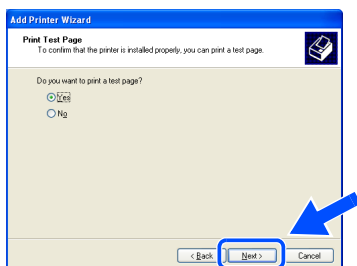 Add Printer Wizard
Print Test Page
To confirm that the printer is installed properly, you can print a test page.
Do you want to print a test page?
Yes
No
< Back
Next >
Cancel